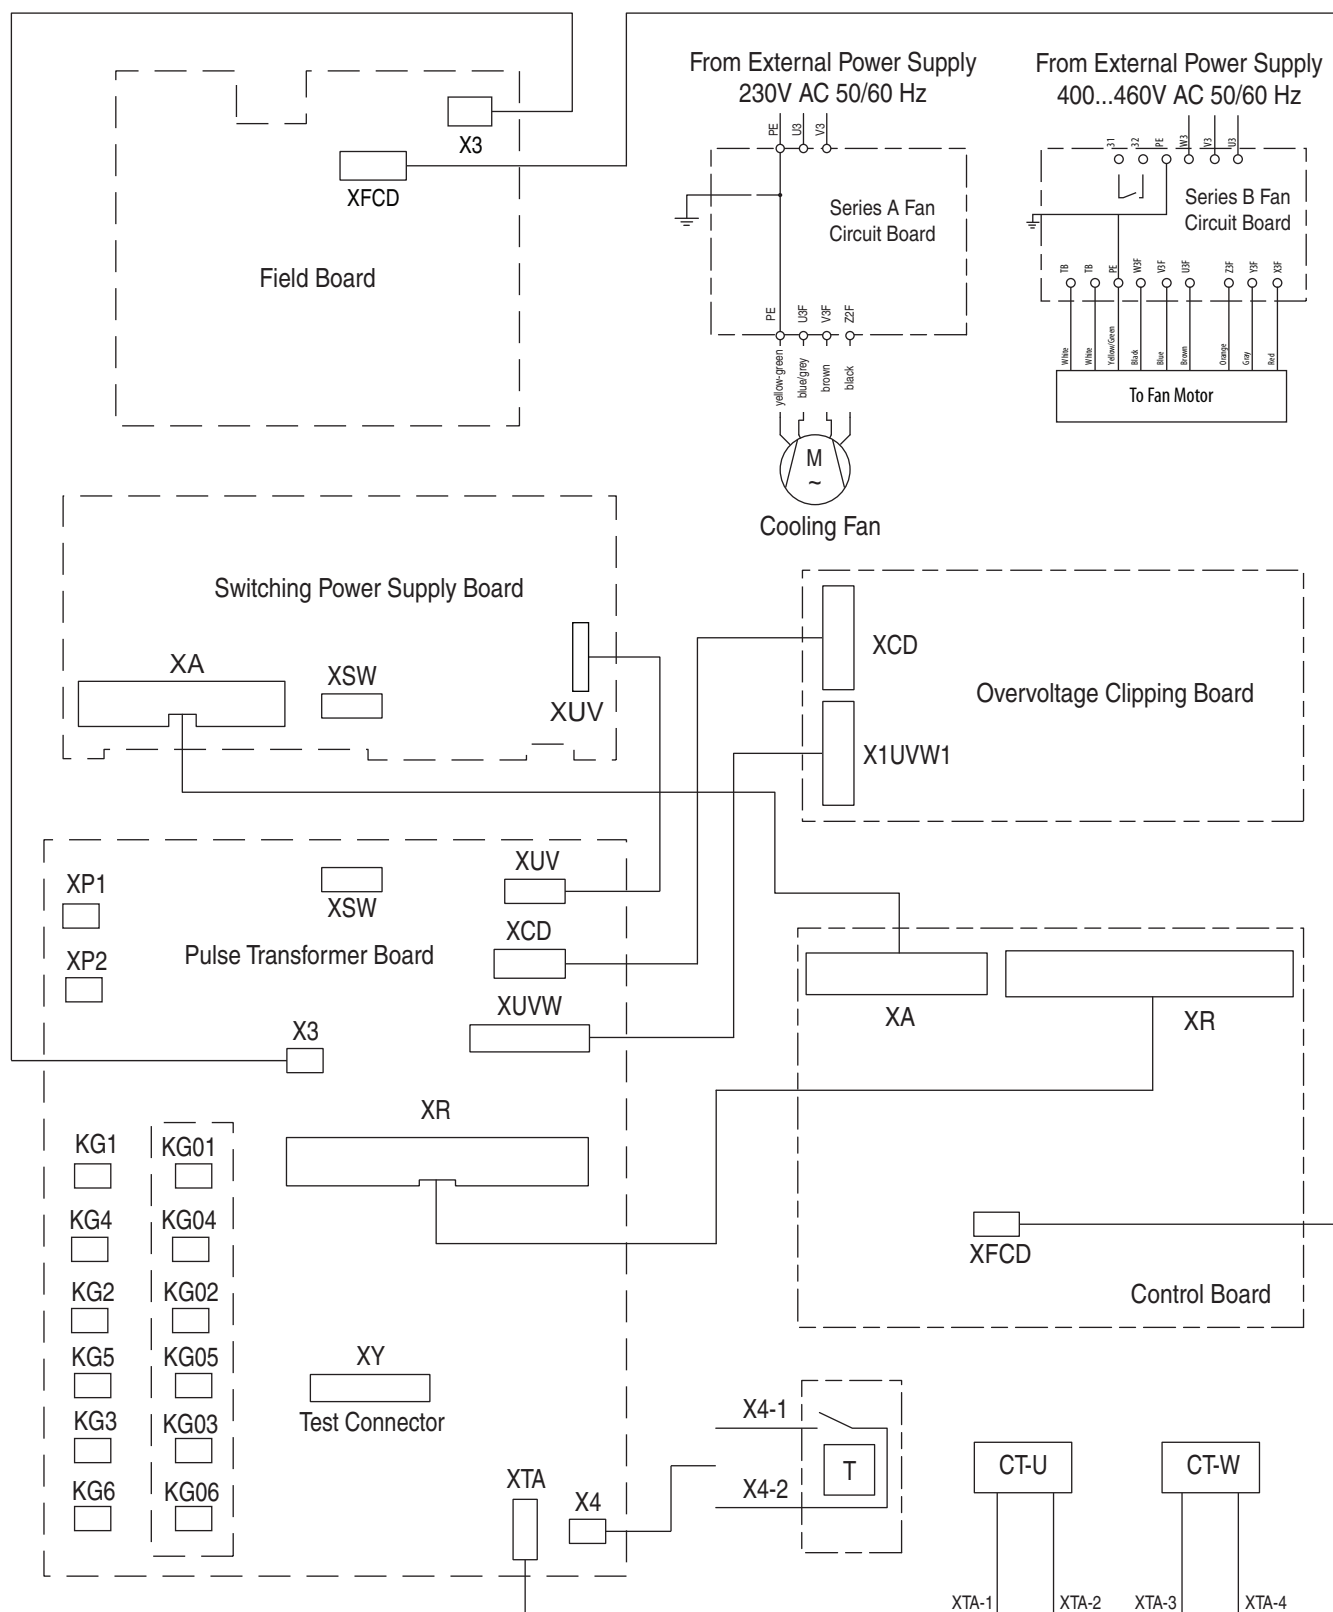 From External Power Supply
230V AC 50/60 Hz
From External Power Supply
400...460V AC 50/60 Hz
PE
U3
V3
31
32
PE
W3
V3
U3
X3
XFCD
Field Board
Series A Fan
Circuit Board
Series B Fan
Circuit Board
PE
U3F
V3F
Z2F
TB
TB
PE
W3F
V3F
U3F
Z3F
Y3F
X3F
yellow-green
blue/grey
brown
black
White
White
Yellow/Green
Black
Blue
Brown
Orange
Gray
Red
To Fan Motor
M
~
Cooling Fan
Switching Power Supply Board
XA
XSW
XUV
XCD
Overvoltage Clipping Board
X1UVW1
XP1
XSW
XUV
XP2
Pulse Transformer Board
XCD
XUVW
X3
XR
XA
XR
KG1
KG01
KG4
KG04
KG2
KG02
KG5
KG05
KG3
KG03
KG6
KG06
XFCD
Control Board
XY
Test Connector
XTA
X4
X4-1
X4-2
T
CT-U
CT-W
XTA-1
XTA-2
XTA-3
XTA-4